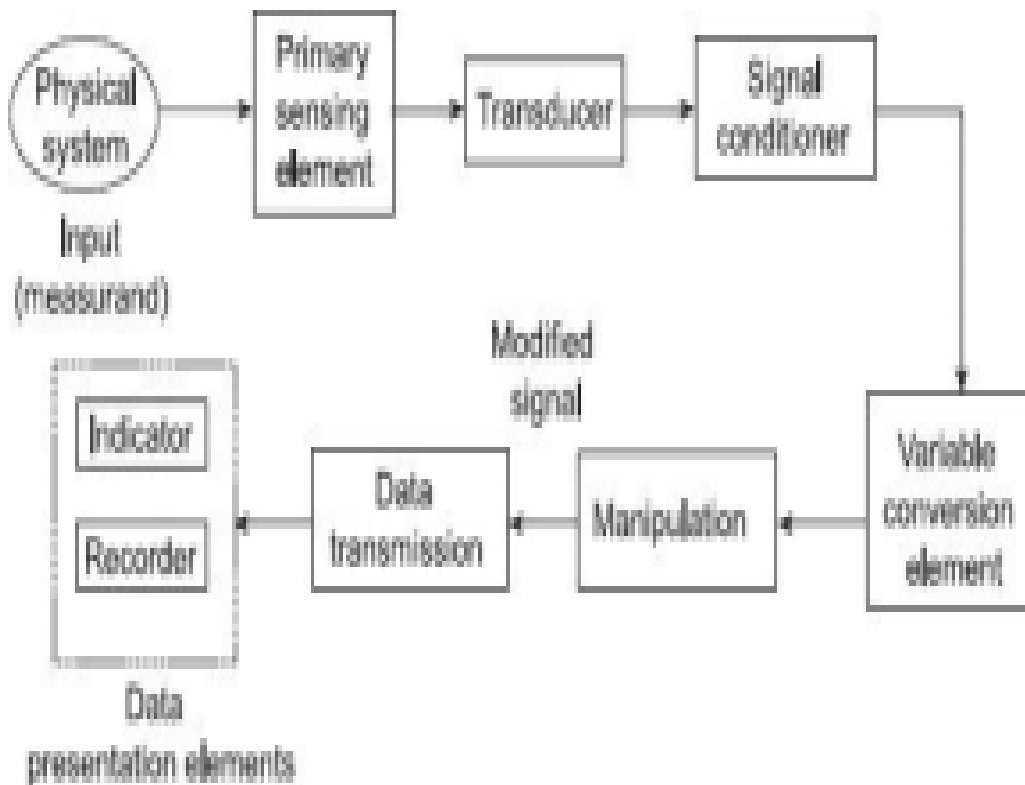 Physical
system
Input
(measurand)
Primary
sensing
element
Transducer
Signal
conditioner
Variable
conversion
element
Manipulation
Modified
signal
Data
transmission
Indicator
Recorder
Data
presentation elements